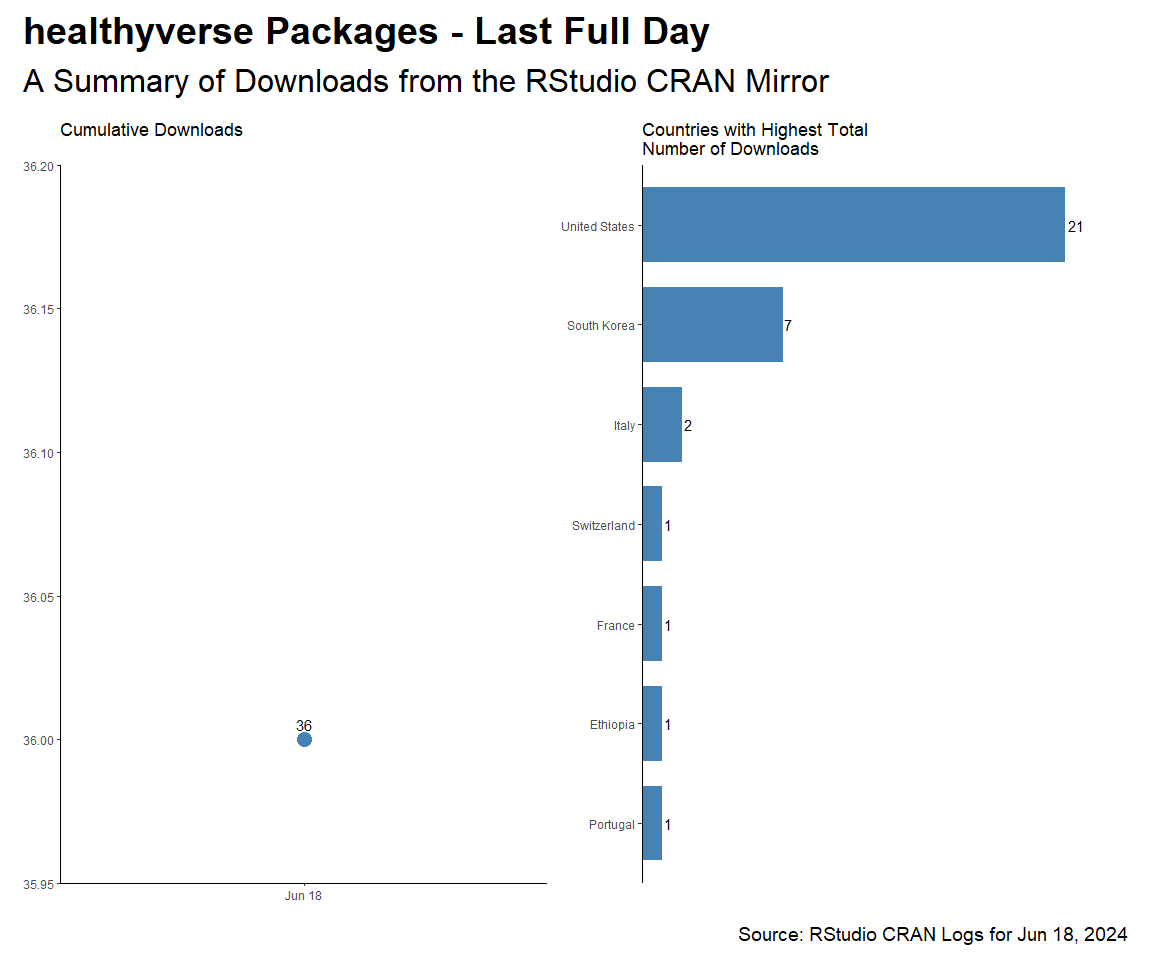 healthyverse Packages - Last Full Day
A Summary of Downloads from the RStudio CRAN Mirror
Cumulative Downloads
36.20
36.15
36.10
36.05
36.00
35.95
36
Jun 18
Countries with Highest Total
Number of Downloads
United States 21
South Korea 7
Italy 2
Switzerland 1
France 1
Ethiopia 1
Portugal 1
Source: RStudio CRAN Logs for Jun 18, 2024